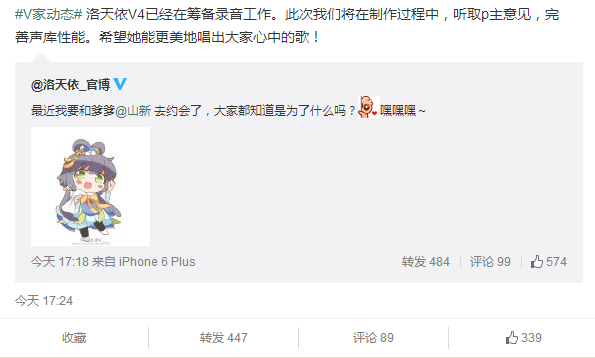 #V家动态# 洛天依V4已经在筹备录音工作。此次我们将在制作过程中，听取p主意见，完
善声库性能。希望她能更美地唱出大家心中的歌！
@洛天依_官博
最近我要和爹爹@山新 去约会了，大家都知道是为了什么吗？嘿嘿嘿～
今天 17:18 来自 iPhone 6 Plus 转发 484 评论 99 574
今天 17:24
收藏 转发 447 评论 89 339